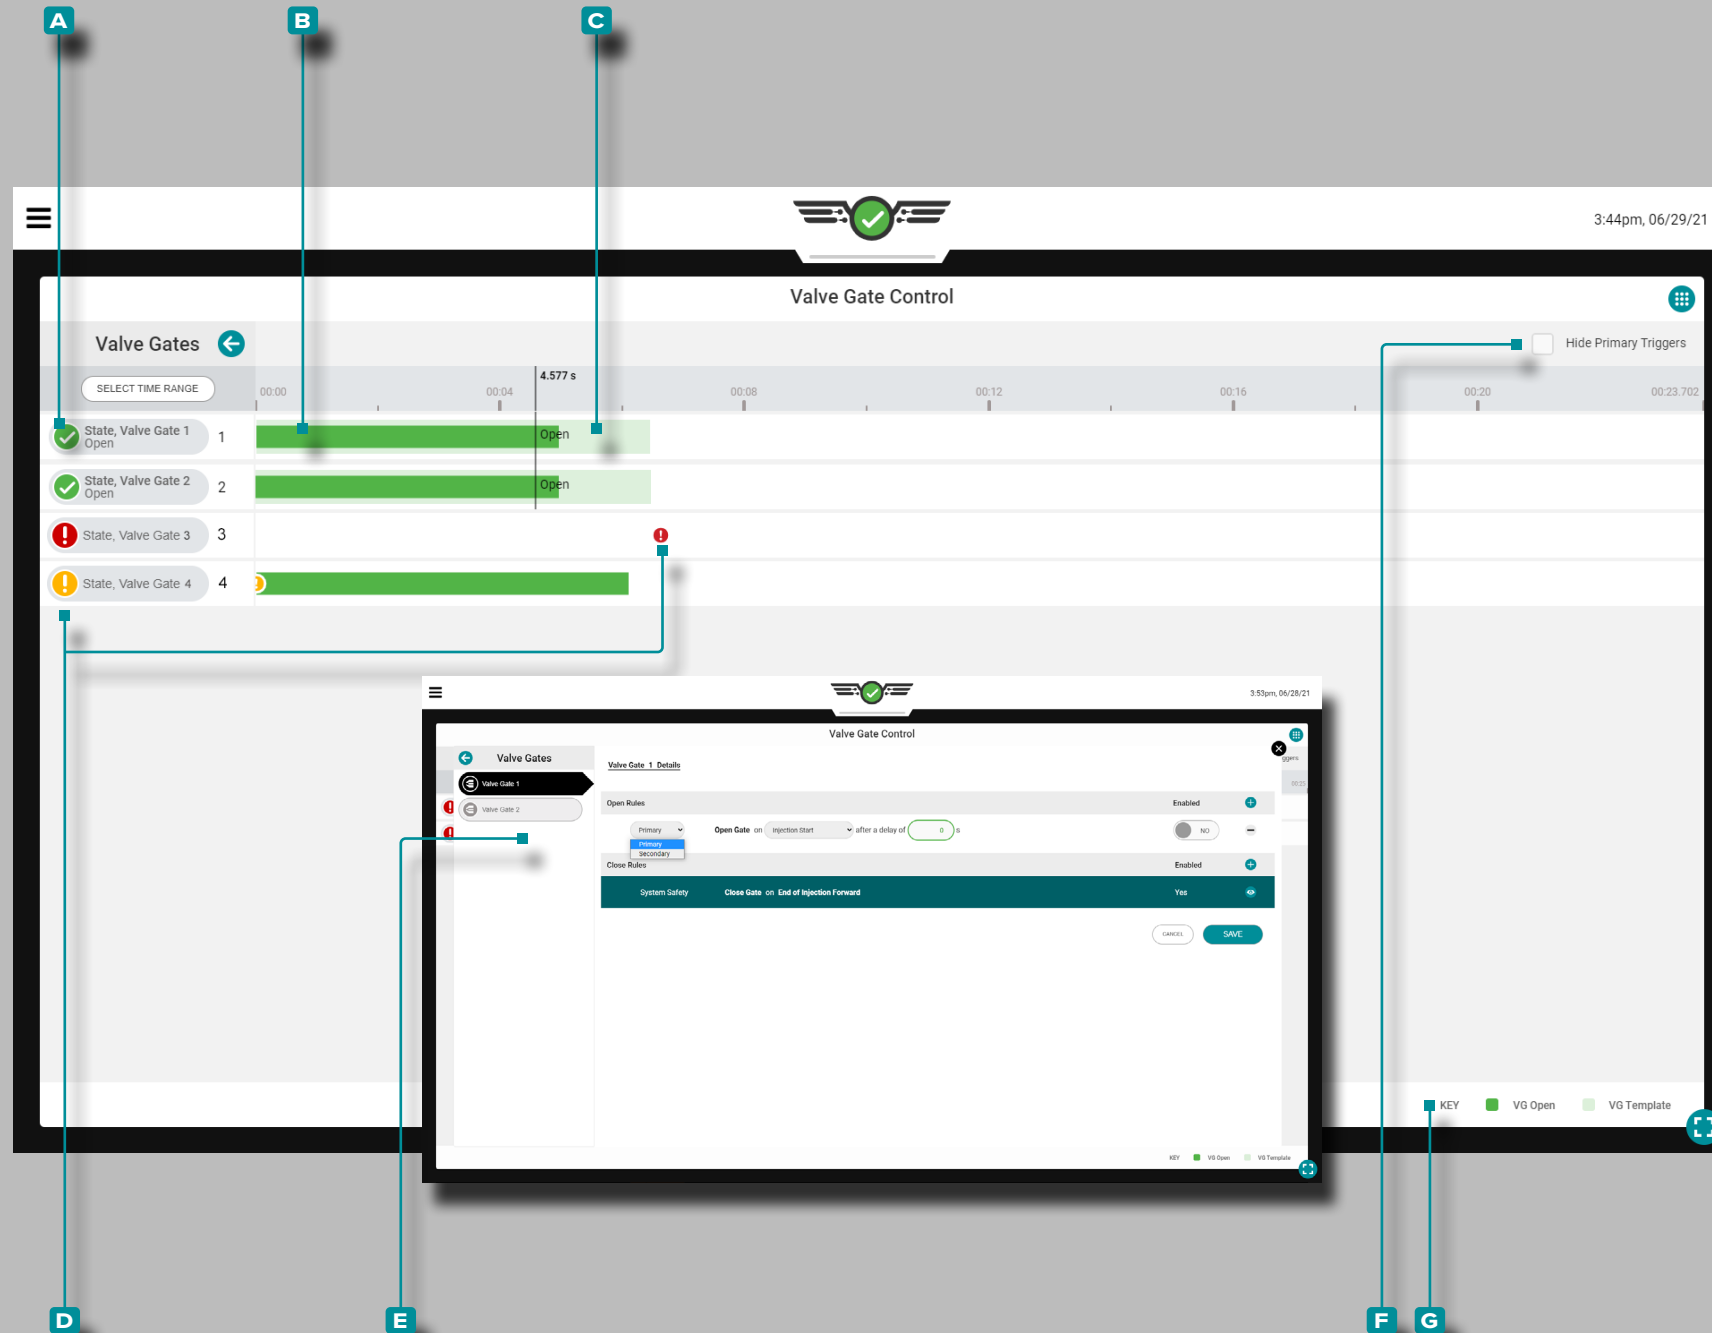 A B C
3:44pm, 06/29/21
Valve Gate Control
Valve Gates
Hide Primary Triggers
SELECT TIME RANGE
00:00 00:04 4.577 s 00:08 00:12 00:16 00:20 00:23.702
State, Valve Gate 1
Open
1
Open
State, Valve Gate 2
Open
2
Open
State, Valve Gate 3 3
State, Valve Gate 4 4
3:53pm, 06/28/21
Valve Gate Control
Valve Gates
Valve Gate 1 Details
ggers
Valve Gate 1
00:25
Valve Gate 2
Open Rules Enabled
Primary Open Gate on Injection Start after a delay of 0 s NO
Primary
Secondary
Close Rules Enabled
System Safety Close Gate on End of Injection Forward Yes
CANCEL SAVE
KEY VG Open VG Template
KEY VG Open VG Template
D E F G